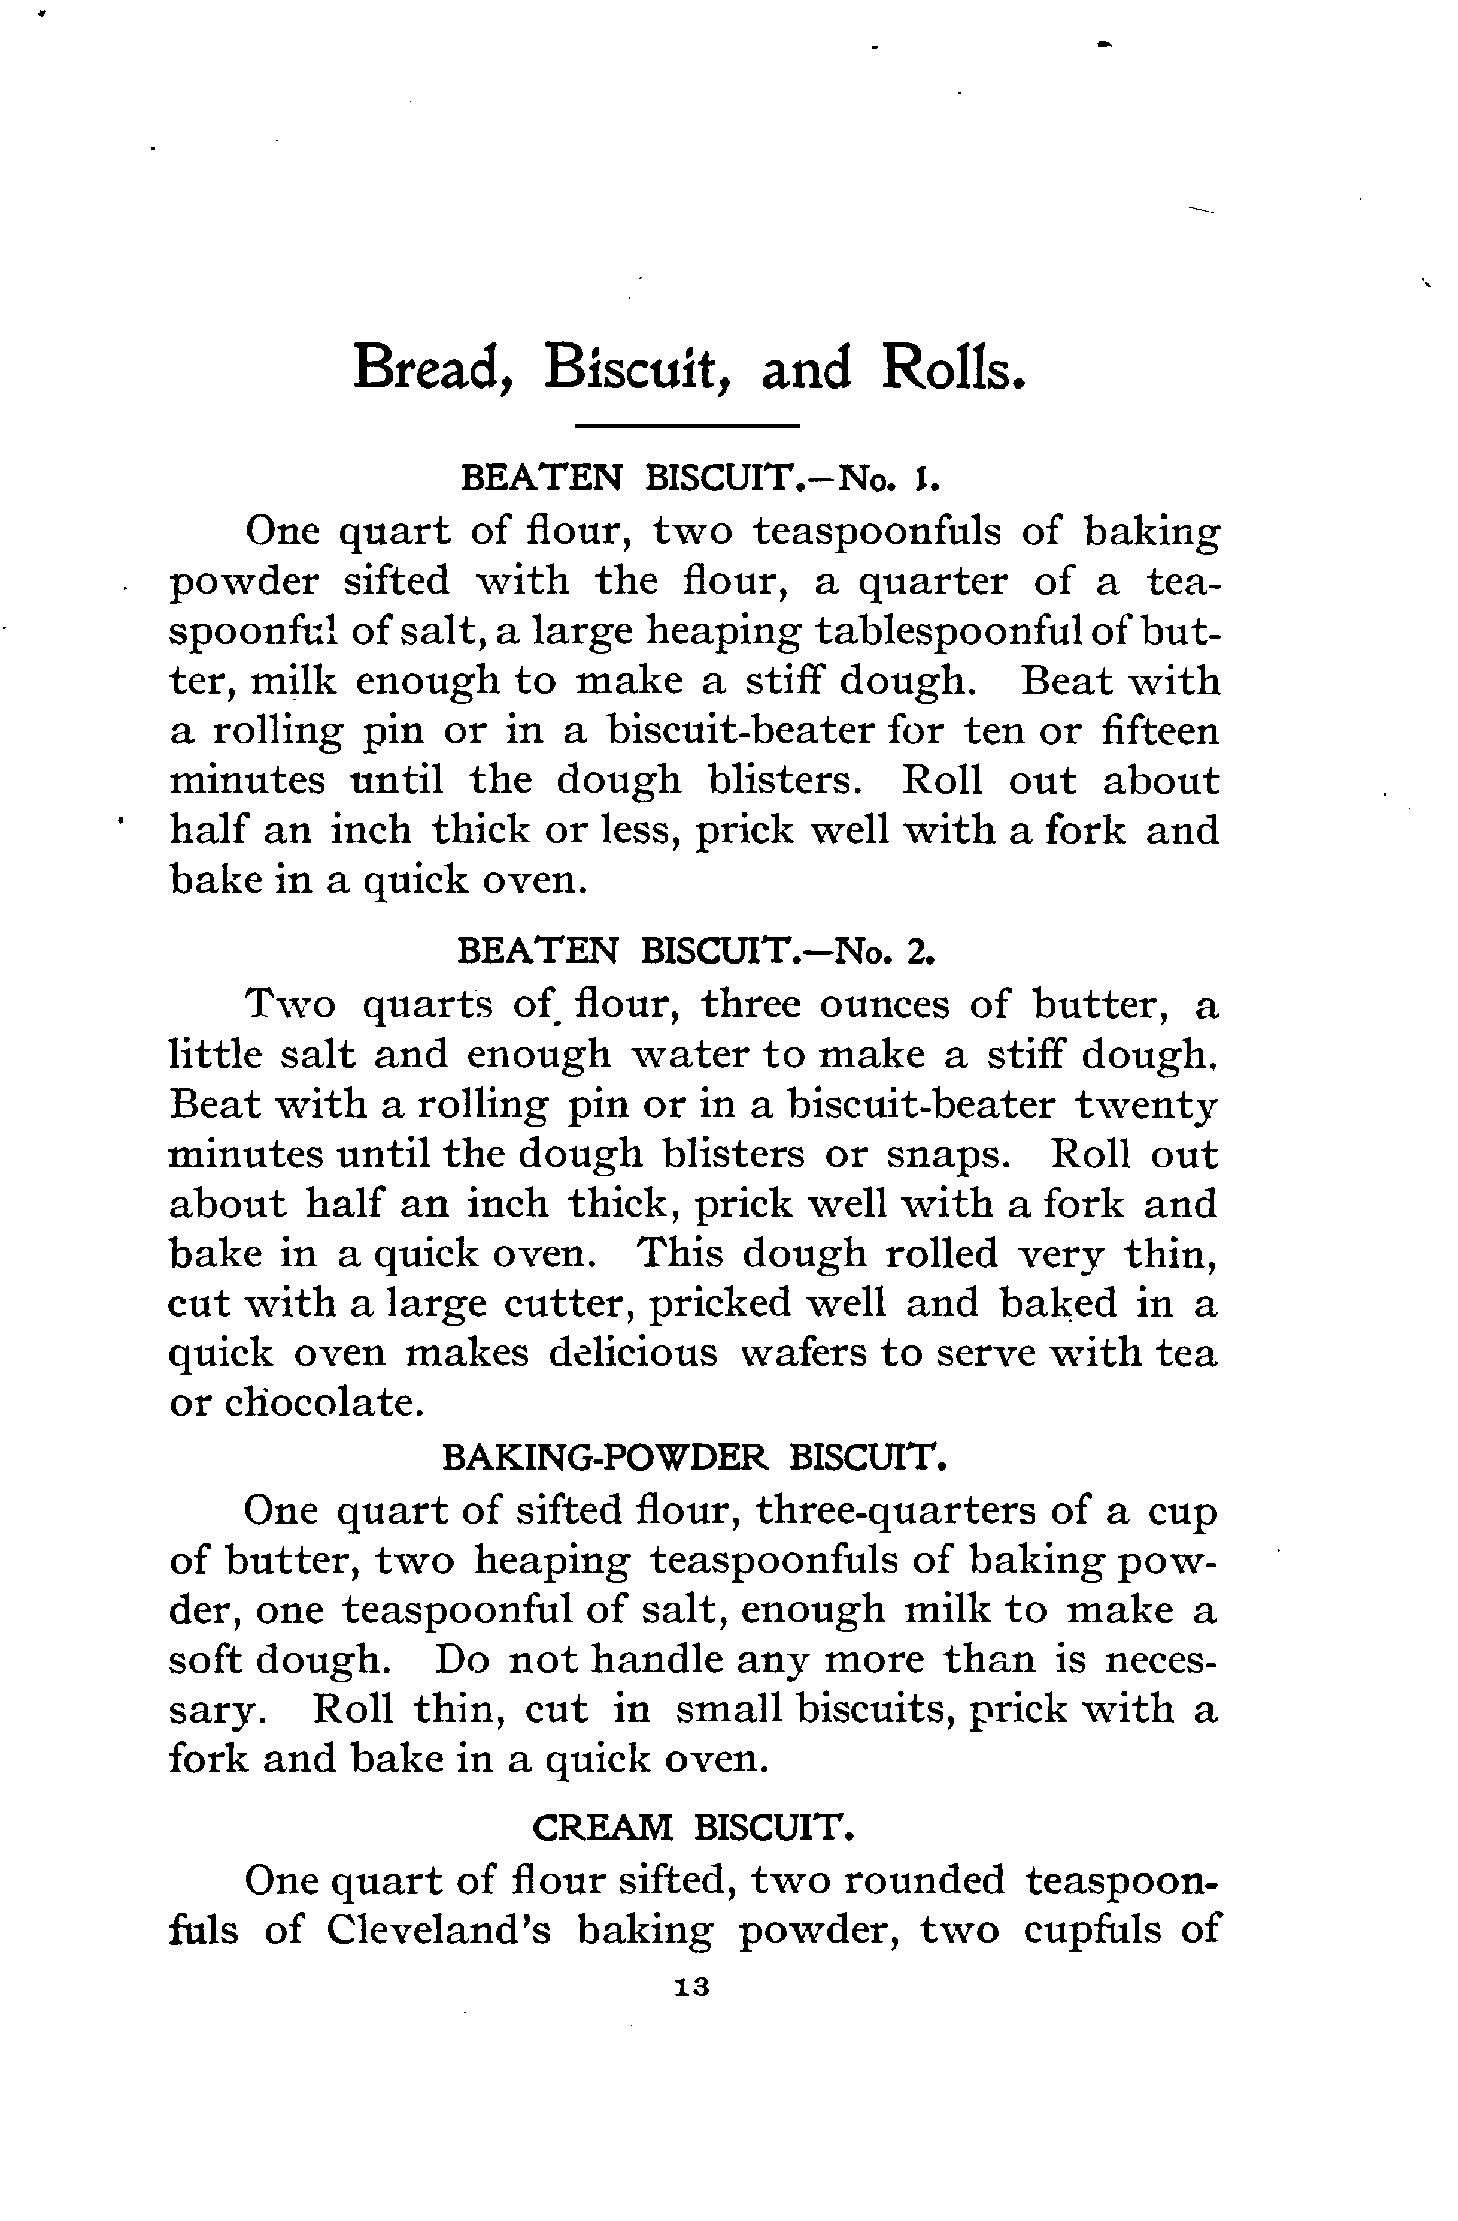 Bread, Biscuit, and Rolls.
BEATEN BISCUIT.—No. 1.
One quart of flour, two teaspoonfuls of baking
powder sifted with the flour, a quarter of a tea-
spoonful of salt, a large heaping tablespoonful of but-
ter, milk enough to make a stiff dough. Beat with
a rolling pin or in a biscuit-beater for ten or fifteen
minutes until the dough blisters. Roll out about
half an inch thick or less, prick well with a fork and
bake in a quick oven.
BEATEN BISCUIT.—No. 2.
Two quarts of flour, three ounces of butter, a
little salt and enough water to make a stiff dough.
Beat with a rolling pin or in a biscuit-beater twenty
minutes until the dough blisters or snaps. Roll out
about half an inch thick, prick well with a fork and
bake in a quick oven. This dough rolled very thin,
cut with a large cutter, pricked well and baked in a
quick oven makes delicious wafers to serve with tea
or chocolate.
BAKING-POWDER BISCUIT.
One quart of sifted flour, three-quarters of a cup
of butter, two heaping teaspoonfuls of baking pow-
der, one teaspoonful of salt, enough milk to make a
soft dough. Do not handle any more than is neces-
sary. Roll thin, cut in small biscuits, prick with a
fork and bake in a quick oven.
CREAM BISCUIT.
One quart of flour sifted, two rounded teaspoon-
fuls of Cleveland's baking powder, two cupfuls of
13